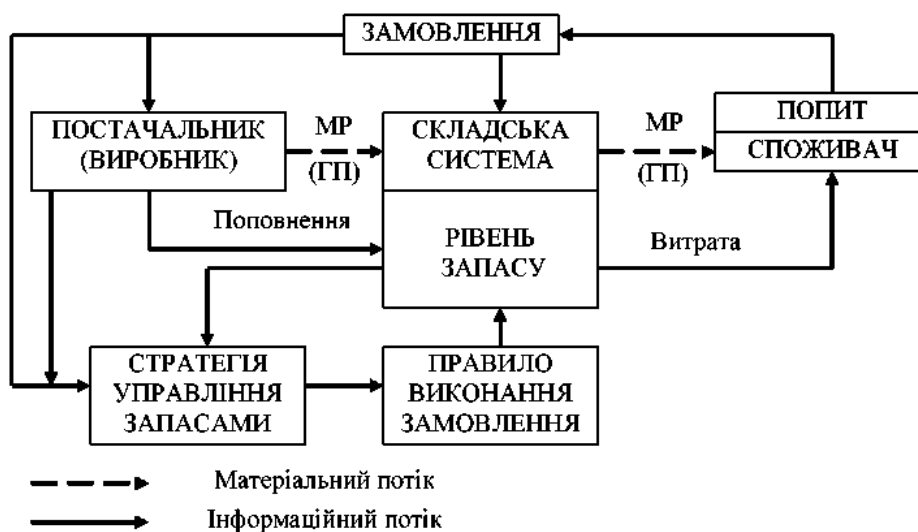 ЗАМОВЛЕННЯ
ПОСТАЧАЛЬНИК
(ВИРОБНИК)
МР
(ГП)
СКЛАДСЬКА
СИСТЕМА
МР
(ГП)
ПОПИТ
СПОЖИВАЧ
Поповнення
РІВЕНЬ
ЗАПАСУ
Витрата
СТРАТЕГІЯ
УПРАВЛІННЯ
ЗАПАСАМИ
ПРАВИЛО
ВИКОНАННЯ
ЗАМОВЛЕННЯ
Матеріальний потік
Інформаційний потік